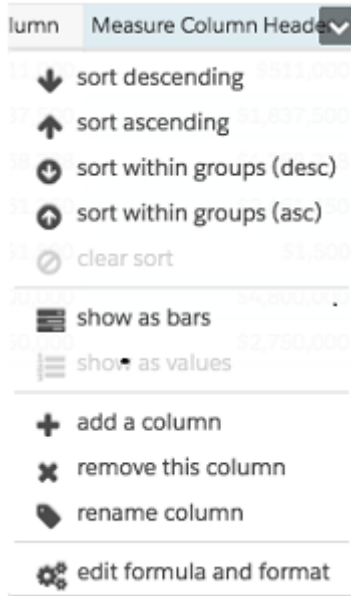 lumn Measure Column Heade
sort descending
sort ascending
sort within groups (desc)
sort within groups (asc)
clear sort
show as bars
show as values
add a column
remove this column
rename column
edit formula and format